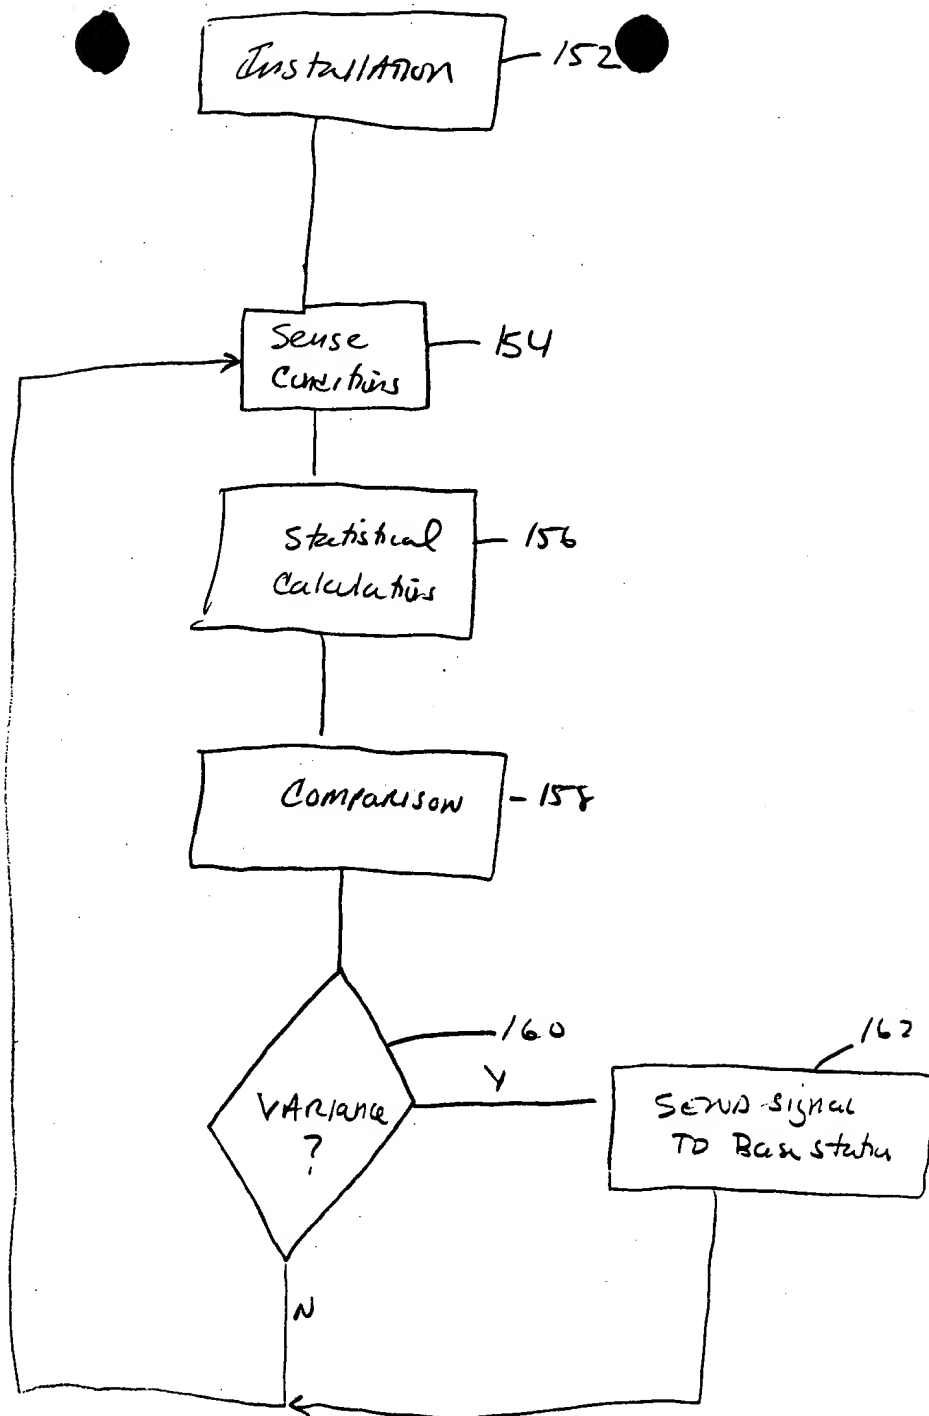 Installation
152
Sense
Conditions
154
Statistical
Calculations
156
Comparison
158
160
Variance
?
Y
N
162
Send signal
To Base station